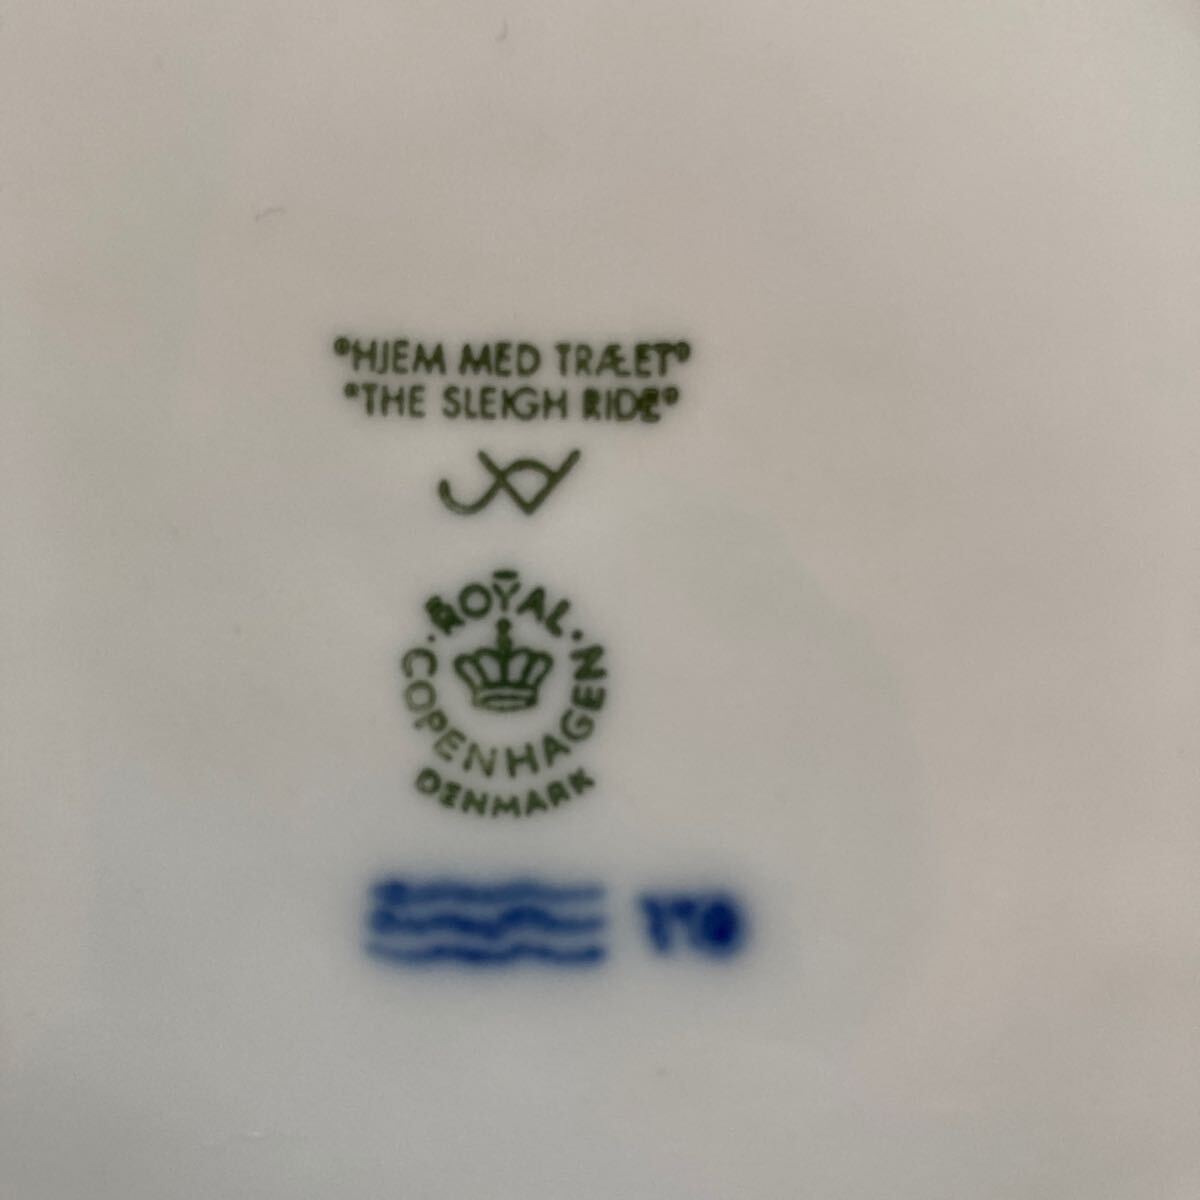 "HJEM MED TRÆET"
"THE SLEIGH RIDE"
ROYAL · COPENHAGEN ·
DENMARK